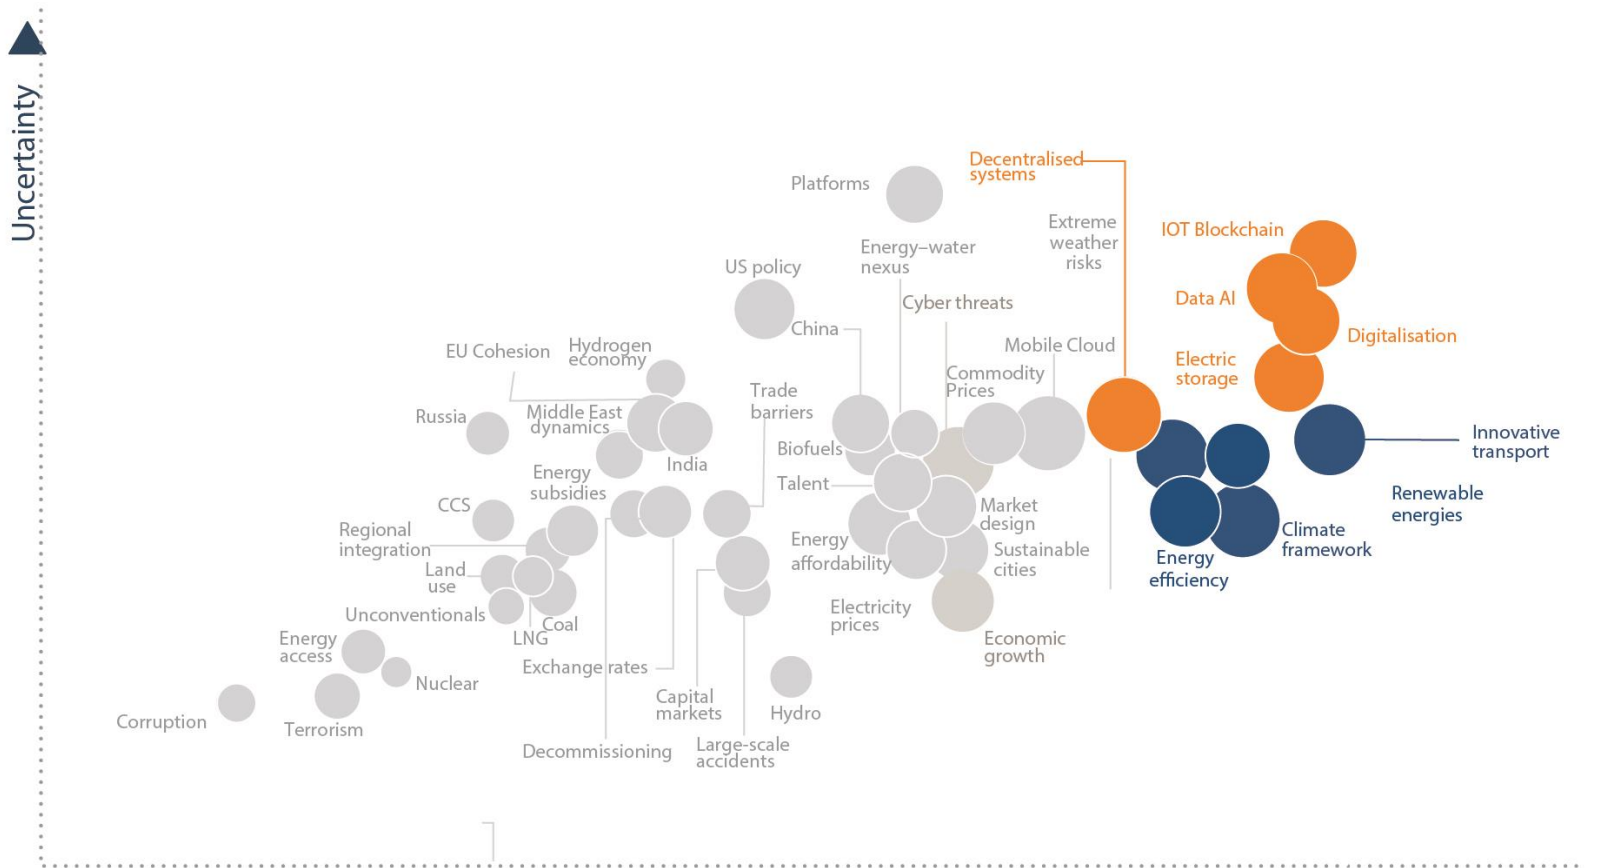 Uncertainty
Decentralised
systems
Platforms
Extreme
weather
risks
IOT Blockchain
Energy–water
nexus
US policy
Data AI
Cyber threats
China
Digitalisation
Mobile Cloud
EU Cohesion
Hydrogen
economy
Electric
storage
Commodity
Prices
Trade
barriers
Russia
Middle East
dynamics
Innovative
transport
Biofuels
India
Energy
subsidies
Talent
Renewable
energies
CCS
Market
design
Regional
integration
Climate
framework
Energy
affordability
Sustainable
cities
Energy
efficiency
Land
use
Unconventionals
Electricity
prices
Coal
LNG
Economic
growth
Energy
access
Exchange rates
Nuclear
Capital
markets
Hydro
Corruption
Terrorism
Decommissioning
Large-scale
accidents